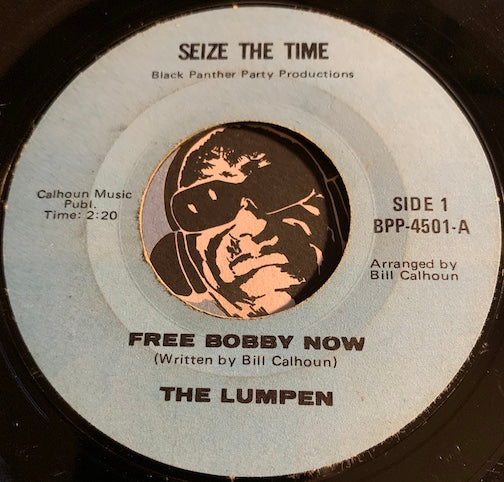 SEIZE THE TIME
Black Panther Party Productions
Calhoun Music
Publ.
Time: 2:20
SIDE 1
BPP-4501-A
Arranged by
Bill Calhoun
FREE BOBBY NOW
(Written by Bill Calhoun)
THE LUMPEN